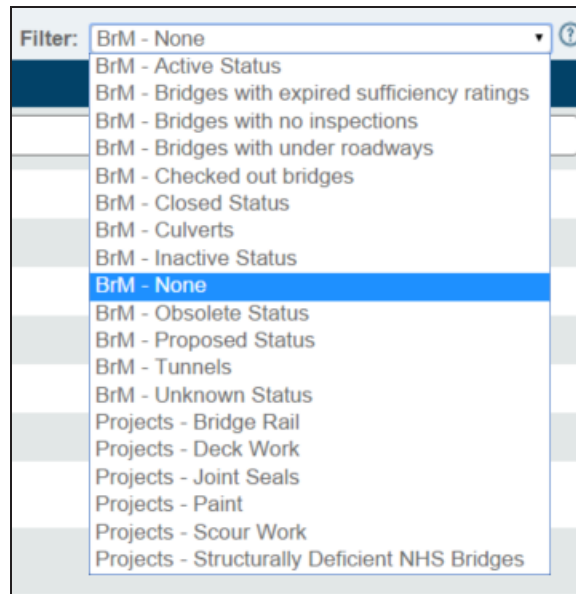 Filter: BrM - None
BrM - Active Status
BrM - Bridges with expired sufficiency ratings
BrM - Bridges with no inspections
BrM - Bridges with under roadways
BrM - Checked out bridges
BrM - Closed Status
BrM - Culverts
BrM - Inactive Status
BrM - None
BrM - Obsolete Status
BrM - Proposed Status
BrM - Tunnels
BrM - Unknown Status
Projects - Bridge Rail
Projects - Deck Work
Projects - Joint Seals
Projects - Paint
Projects - Scour Work
Projects - Structurally Deficient NHS Bridges